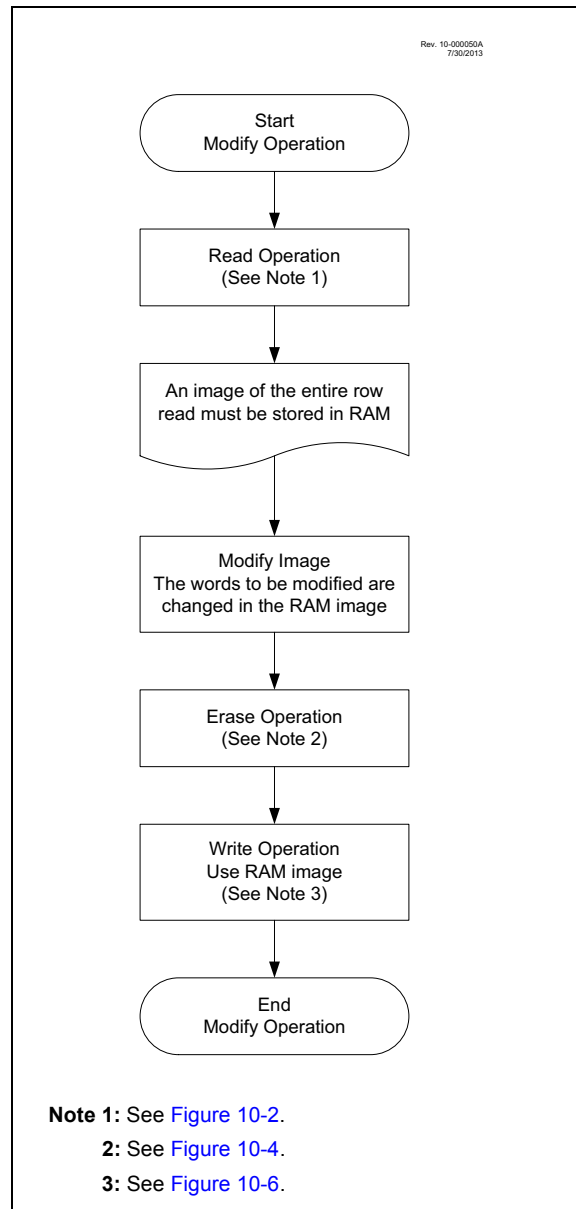 Rev. 10-000050A
7/30/2013
Start
Modify Operation
Read Operation
(See Note 1)
An image of the entire row
read must be stored in RAM
Modify Image
The words to be modified are
changed in the RAM image
Erase Operation
(See Note 2)
Write Operation
Use RAM image
(See Note 3)
End
Modify Operation
Note 1: See Figure 10-2.
2: See Figure 10-4.
3: See Figure 10-6.